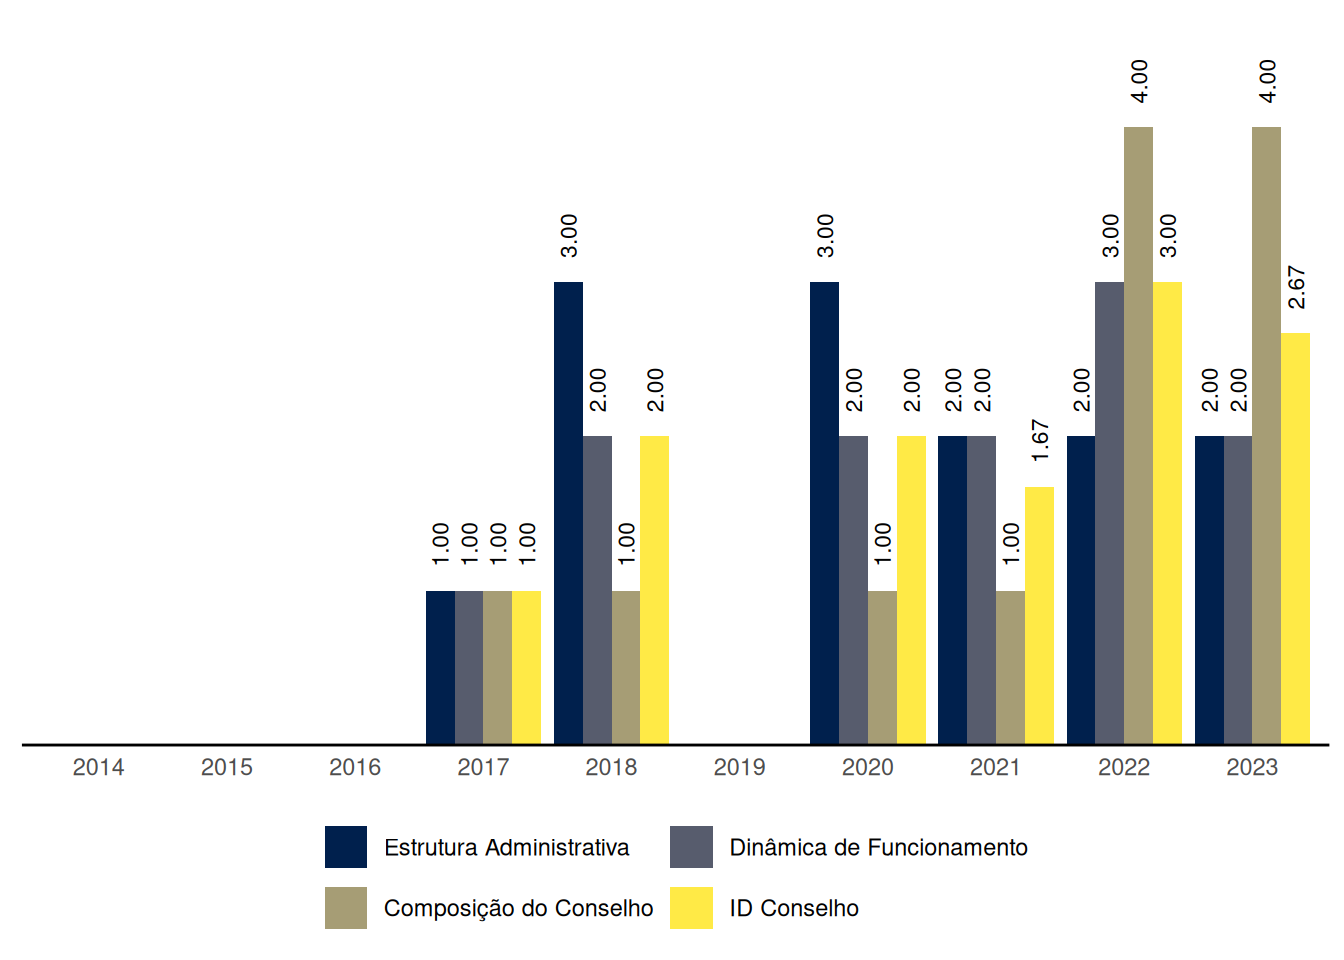 4.00 4.00
3.00 3.00 3.00 3.00
2.67
2.00 2.00 2.00 2.00 2.00 2.00 2.00 2.00 2.00
1.67
1.00 1.00 1.00 1.00 1.00 1.00 1.00
2014 2015 2016 2017 2018 2019 2020 2021 2022 2023
Estrutura Administrativa Dinâmica de Funcionamento
Composição do Conselho ID Conselho